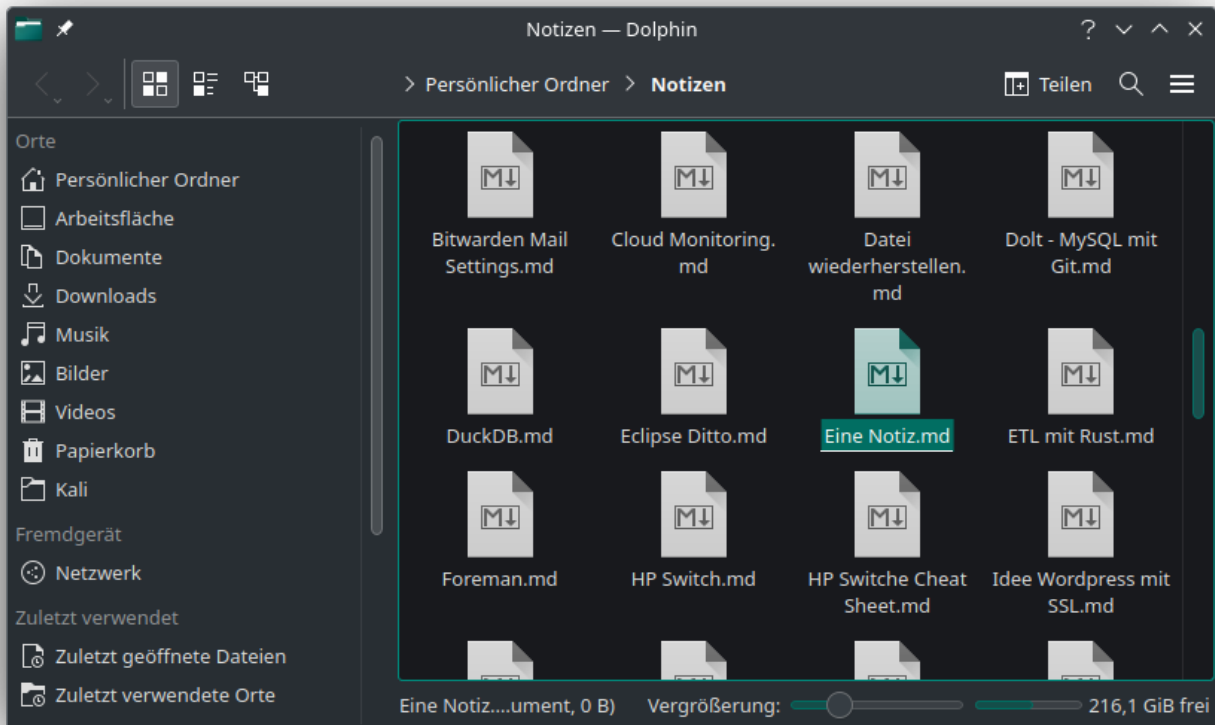 Notizen — Dolphin
?
Persönlicher Ordner > Notizen
Teilen
Orte
Persönlicher Ordner
Arbeitsfläche
Dokumente
Downloads
Musik
Bilder
Videos
Papierkorb
Kali
Fremdgerät
Netzwerk
Zuletzt verwendet
Zuletzt geöffnete Dateien
Zuletzt verwendete Orte
Bitwarden Mail
Settings.md
Cloud Monitoring.
md
Datei
wiederherstellen.
md
Dolt - MySQL mit
Git.md
DuckDB.md
Eclipse Ditto.md
Eine Notiz.md
ETL mit Rust.md
Foreman.md
HP Switch.md
HP Switche Cheat
Sheet.md
Idee Wordpress mit
SSL.md
Eine Notiz....ument, 0 B)
Vergrößerung:
216,1 GiB frei